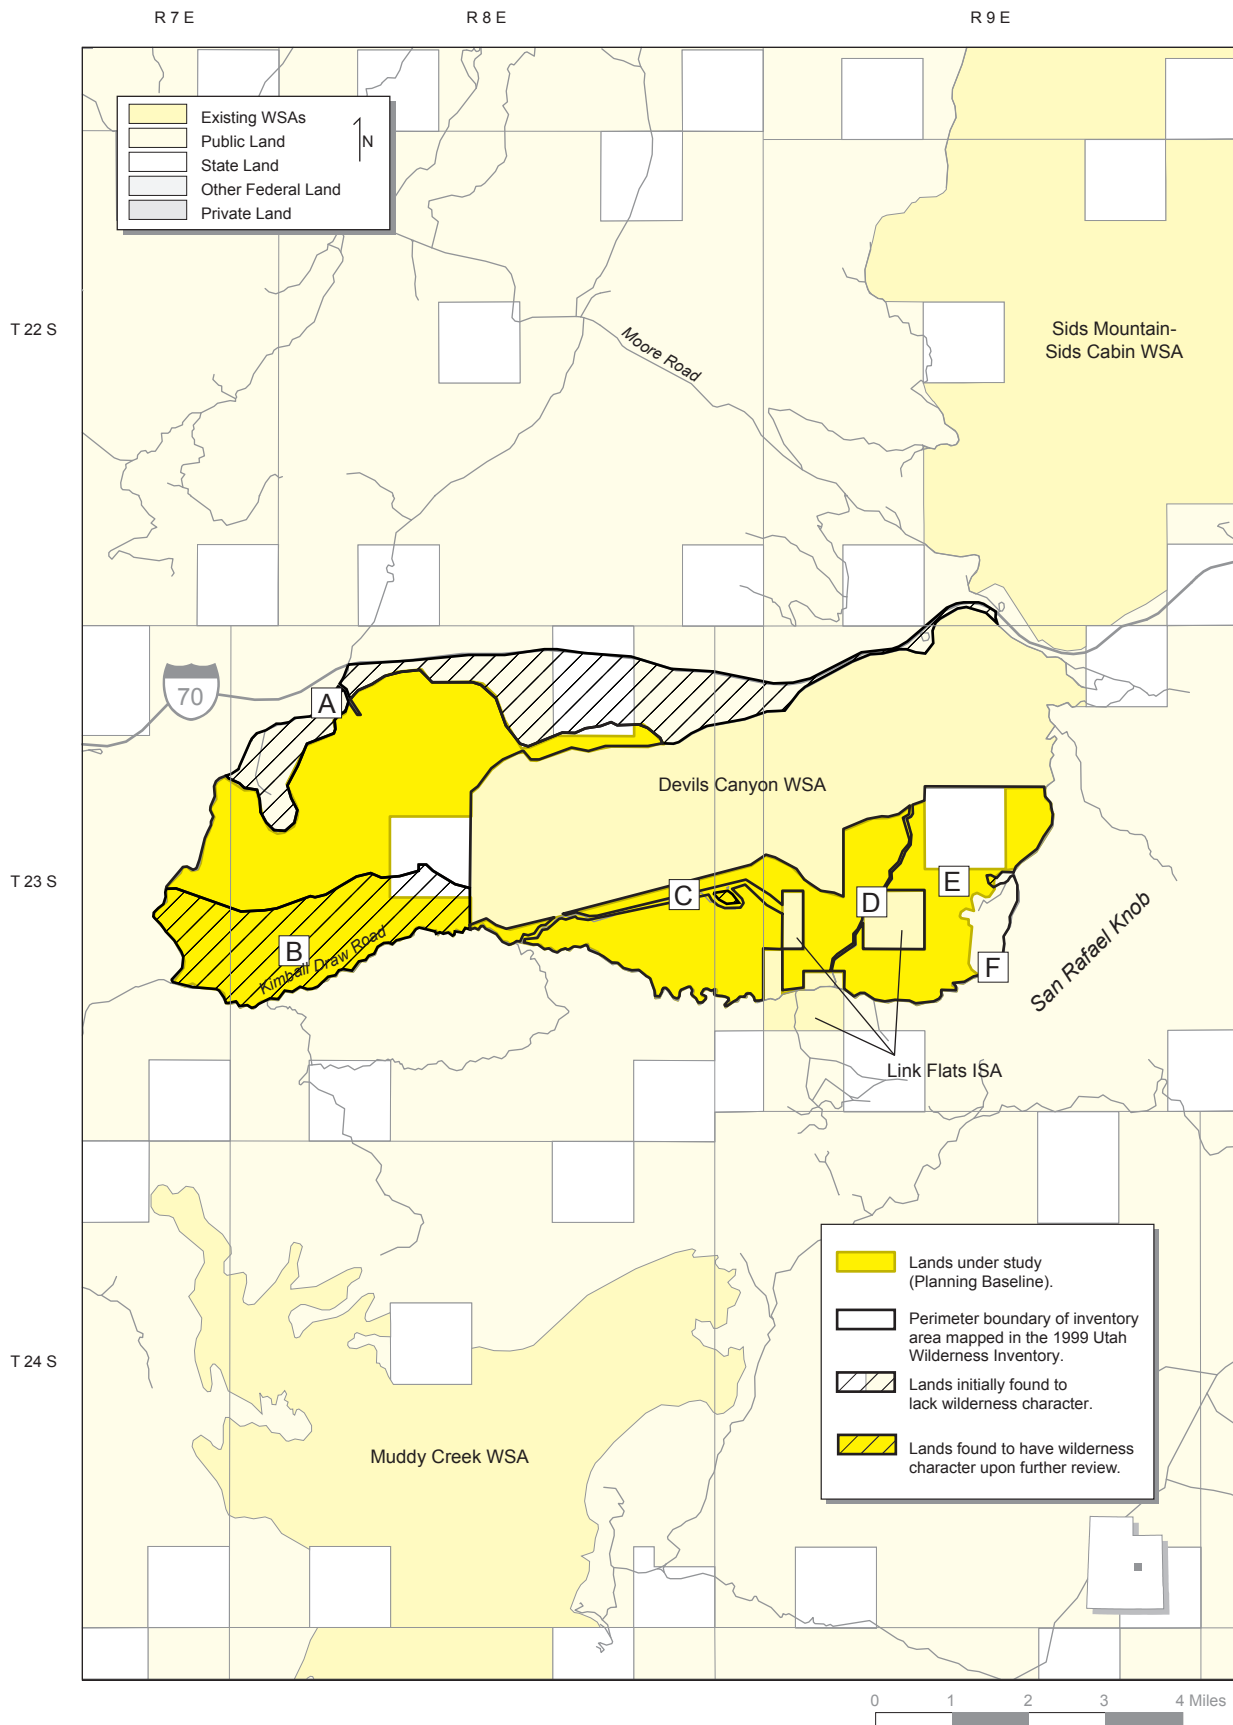 R 7 E
R 8 E
R 9 E
Existing WSAs
Public Land
State Land
Other Federal Land
Private Land
N
T 22 S
Moore Road
Sids Mountain-
Sids Cabin WSA
70
A
Devils Canyon WSA
T 23 S
C
E
D
B
Kimball Draw Road
F
San Rafael Knob
Link Flats ISA
Lands under study
(Planning Baseline).
Perimeter boundary of inventory
area mapped in the 1999 Utah
Wilderness Inventory.
Lands initially found to
lack wilderness character.
Lands found to have wilderness
character upon further review.
T 24 S
Muddy Creek WSA
0 1 2 3 4 Miles